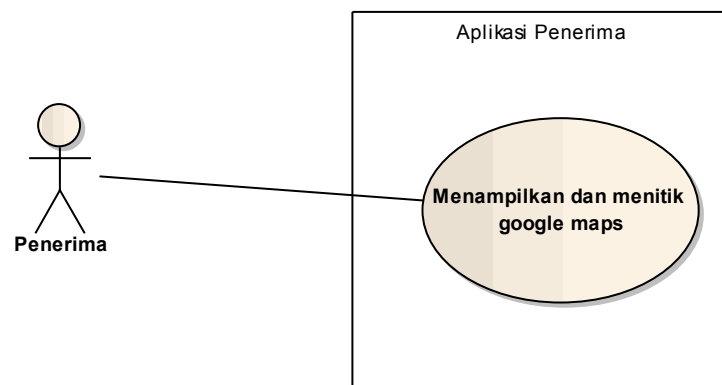 Aplikasi Penerima
Menampilkan dan menitik
google maps
Penerima